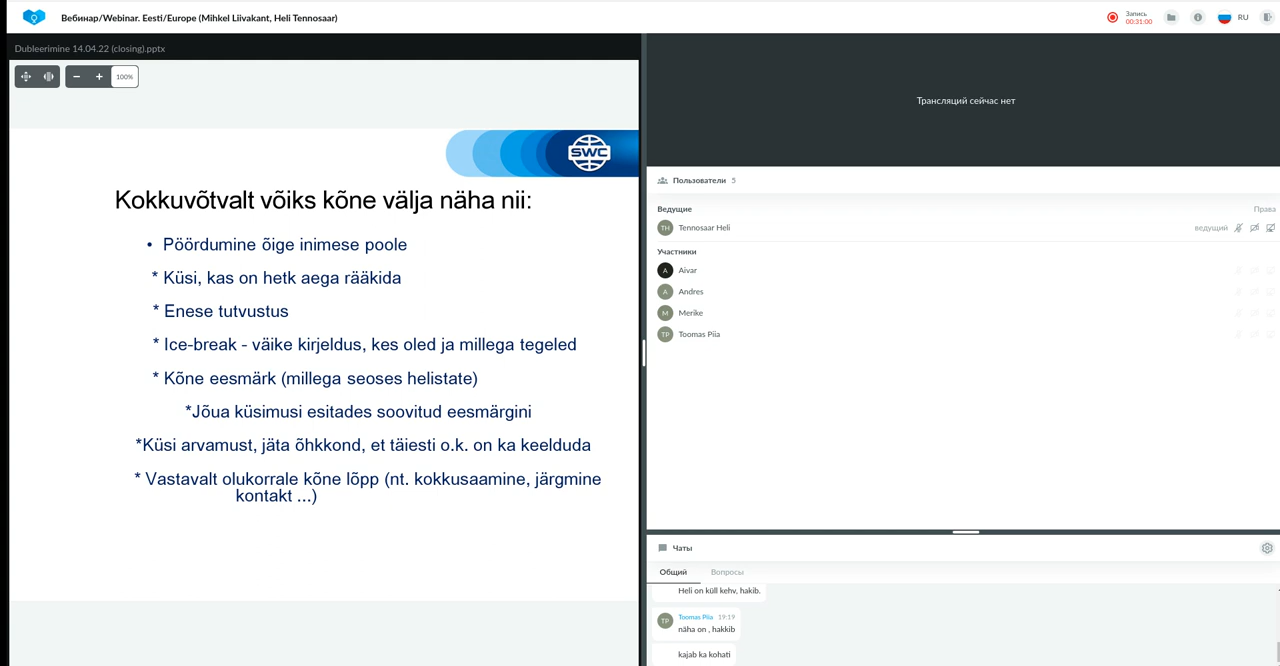 Вебинар/Webinar. Eesti/Europe (Mihkel Liivakant, Heli Tennosaar)
Запись
00:31:00
RU
Dubleerimine 14.04.22 (closing).pptx
100%
SWC
Kokkuvõtvalt võiks kõne välja näha nii:
• Pöördumine õige inimese poole
* Küsi, kas on hetk aega rääkida
* Enese tutvustus
* Ice-break - väike kirjeldus, kes oled ja millega tegeled
* Kõne eesmärk (millega seoses helistate)
*Jõua küsimusi esitades soovitud eesmärgini
*Küsi arvamust, jäta õhkkond, et täiesti o.k. on ka keelduda
* Vastavalt olukorrale kõne lõpp (nt. kokkusaamine, järgmine
kontakt ...)
Трансляций сейчас нет
Пользователи 5
Ведущие Права
TH Tennosaar Heli ведущий
Участники
A Aivar
A Andres
M Merike
TP Toomas Piia
Чаты
Общий Вопросы
Heli on küll kehv, hakib.
TP Toomas Piia 19:19
näha on , hakkib
kajab ka kohati